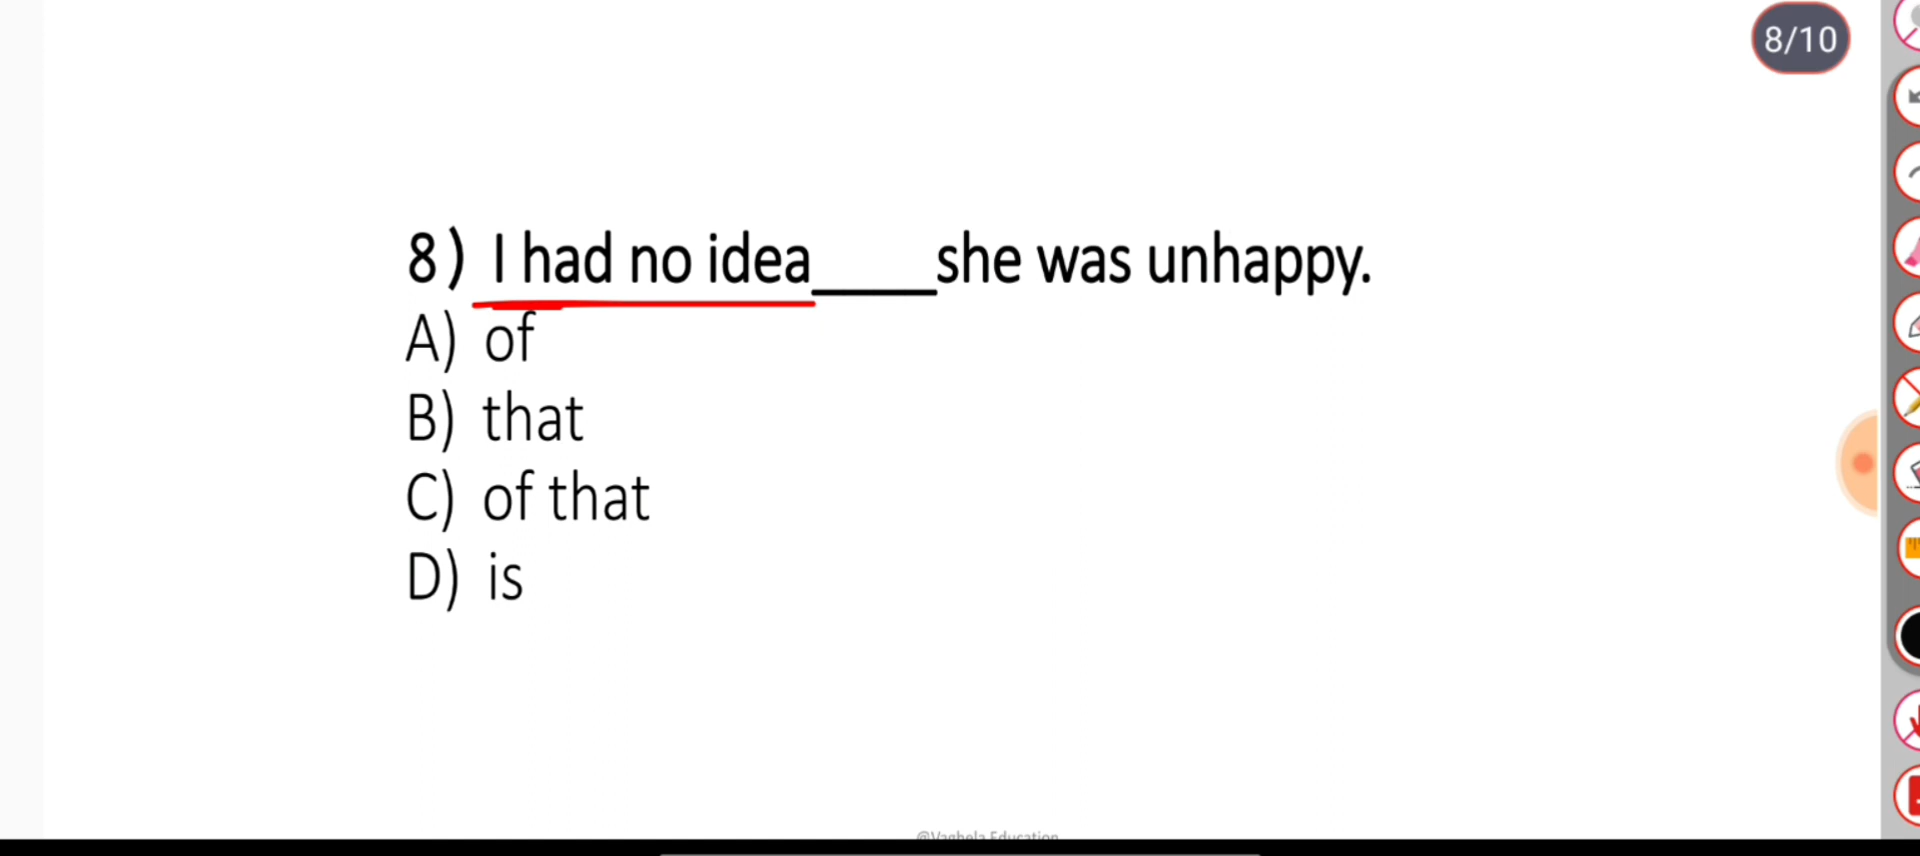 8/10
8) I had no idea____she was unhappy.
A) of
B) that
C) of that
D) is
@Vaghela Education